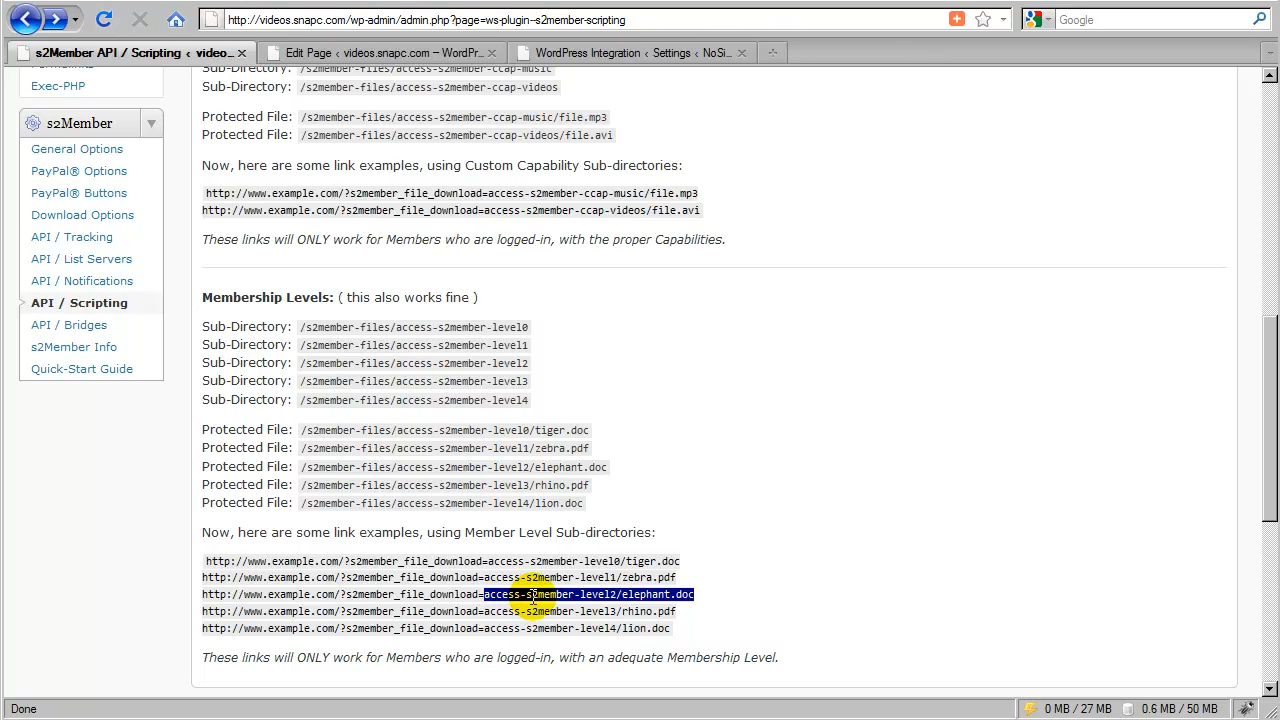 http://videos.snapc.com/wp-admin/admin.php?page=ws-plugin--s2member-scripting
Google
s2Member API / Scripting ‹ video...
Edit Page ‹ videos.snapc.com — WordPr...
WordPress Integration ‹ Settings ‹ NoSi...
Exec-PHP
s2Member
General Options
PayPal® Options
PayPal® Buttons
Download Options
API / Tracking
API / List Servers
API / Notifications
API / Scripting
API / Bridges
s2Member Info
Quick-Start Guide
Sub-Directory: /s2member-files/access-s2member-ccap-music
Sub-Directory: /s2member-files/access-s2member-ccap-videos
Protected File: /s2member-files/access-s2member-ccap-music/file.mp3
Protected File: /s2member-files/access-s2member-ccap-videos/file.avi
Now, here are some link examples, using Custom Capability Sub-directories:
http://www.example.com/?s2member_file_download=access-s2member-ccap-music/file.mp3
http://www.example.com/?s2member_file_download=access-s2member-ccap-videos/file.avi
These links will ONLY work for Members who are logged-in, with the proper Capabilities.
Membership Levels: ( this also works fine )
Sub-Directory: /s2member-files/access-s2member-level0
Sub-Directory: /s2member-files/access-s2member-level1
Sub-Directory: /s2member-files/access-s2member-level2
Sub-Directory: /s2member-files/access-s2member-level3
Sub-Directory: /s2member-files/access-s2member-level4
Protected File: /s2member-files/access-s2member-level0/tiger.doc
Protected File: /s2member-files/access-s2member-level1/zebra.pdf
Protected File: /s2member-files/access-s2member-level2/elephant.doc
Protected File: /s2member-files/access-s2member-level3/rhino.pdf
Protected File: /s2member-files/access-s2member-level4/lion.doc
Now, here are some link examples, using Member Level Sub-directories:
http://www.example.com/?s2member_file_download=access-s2member-level0/tiger.doc
http://www.example.com/?s2member_file_download=access-s2member-level1/zebra.pdf
http://www.example.com/?s2member_file_download=access-s2member-level2/elephant.doc
http://www.example.com/?s2member_file_download=access-s2member-level3/rhino.pdf
http://www.example.com/?s2member_file_download=access-s2member-level4/lion.doc
These links will ONLY work for Members who are logged-in, with an adequate Membership Level.
Done
0 MB / 27 MB
0.6 MB / 50 MB